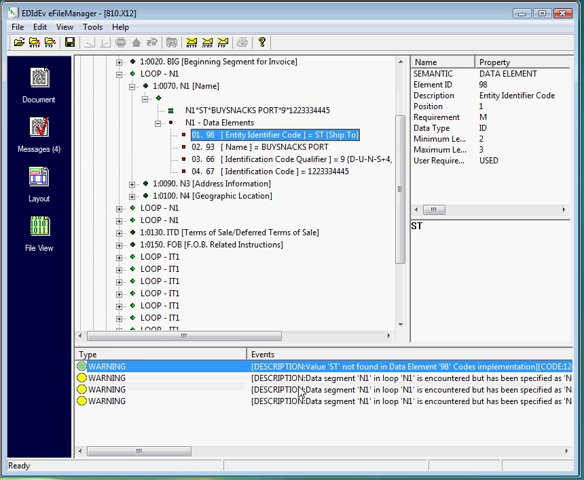 EDIdEv eFileManager - [810.X12]
File Edit View Tools Help
Document
Messages (4)
Layout
File View
1:0020. BIG [Beginning Segment for Invoice]
LOOP - N1
1:0070. N1 [Name]
N1*ST*BUYSNACKS PORT*9*1223334445
N1 - Data Elements
01. 98 [ Entity Identifier Code ] = ST (Ship To)
02. 93 [ Name ] = BUYSNACKS PORT
03. 66 [ Identification Code Qualifier ] = 9 (D-U-N-S+4,
04. 67 [ Identification Code ] = 1223334445
1:0090. N3 [Address Information]
1:0100. N4 [Geographic Location]
LOOP - N1
LOOP - N1
1:0130. ITD [Terms of Sale/Deferred Terms of Sale]
1:0150. FOB [F.O.B. Related Instructions]
LOOP - IT1
LOOP - IT1
LOOP - IT1
LOOP - IT1
LOOP - IT1
LOOP - IT1
Name Property
SEMANTIC DATA ELEMENT
Element ID 98
Description Entity Identifier Code
Position 1
Requirement M
Data Type ID
Minimum Le... 2
Maximum Le... 3
User Require... USED
ST
Type Events
WARNING [DESCRIPTION:Value 'ST' not found in Data Element '98' Codes implementation][CODE:12
WARNING [DESCRIPTION:Data segment 'N1' in loop 'N1' is encountered but has been specified as 'N
WARNING [DESCRIPTION:Data segment 'N1' in loop 'N1' is encountered but has been specified as 'N
WARNING [DESCRIPTION:Data segment 'N1' in loop 'N1' is encountered but has been specified as 'N
Ready